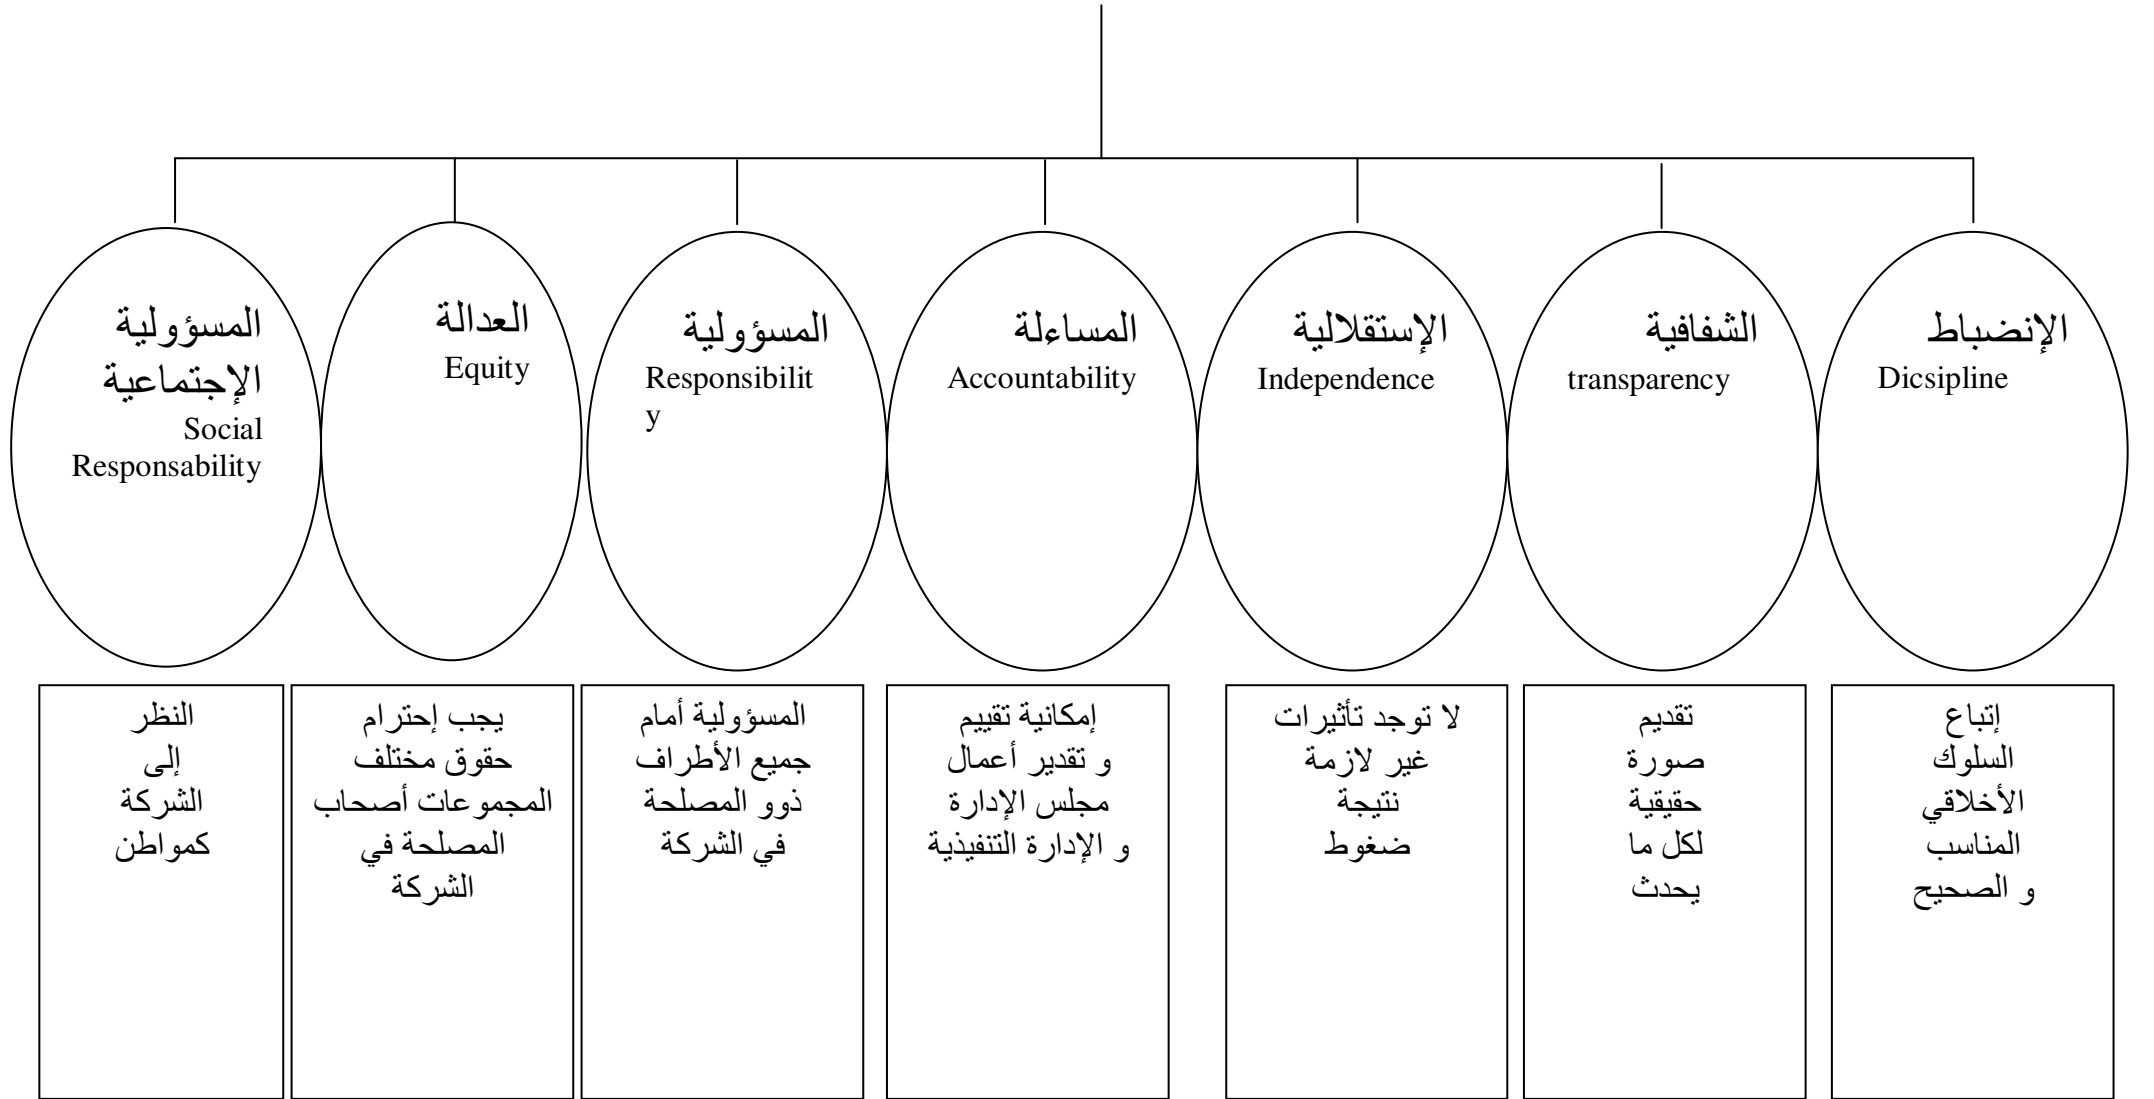 الإنضباط
Dicsipline
الشفافية
transparency
الإستقلالية
Independence
المساءلة
Accountability
المسؤولية
Responsibilit
y
العدالة
Equity
المسؤولية
الإجتماعية
Social
Responsability
إتباع
السلوك
الأخلاقي
المناسب
و الصحيح
تقديم
صورة
حقيقية
لكل ما
يحدث
لا توجد تأثيرات
غير لازمة
نتيجة
ضغوط
إمكانية تقييم
و تقدير أعمال
مجلس الإدارة
و الإدارة التنفيذية
المسؤولية أمام
جميع الأطراف
ذوو المصلحة
في الشركة
يجب إحترام
حقوق مختلف
المجموعات أصحاب
المصلحة في
الشركة
النظر
إلى
الشركة
كمواطن